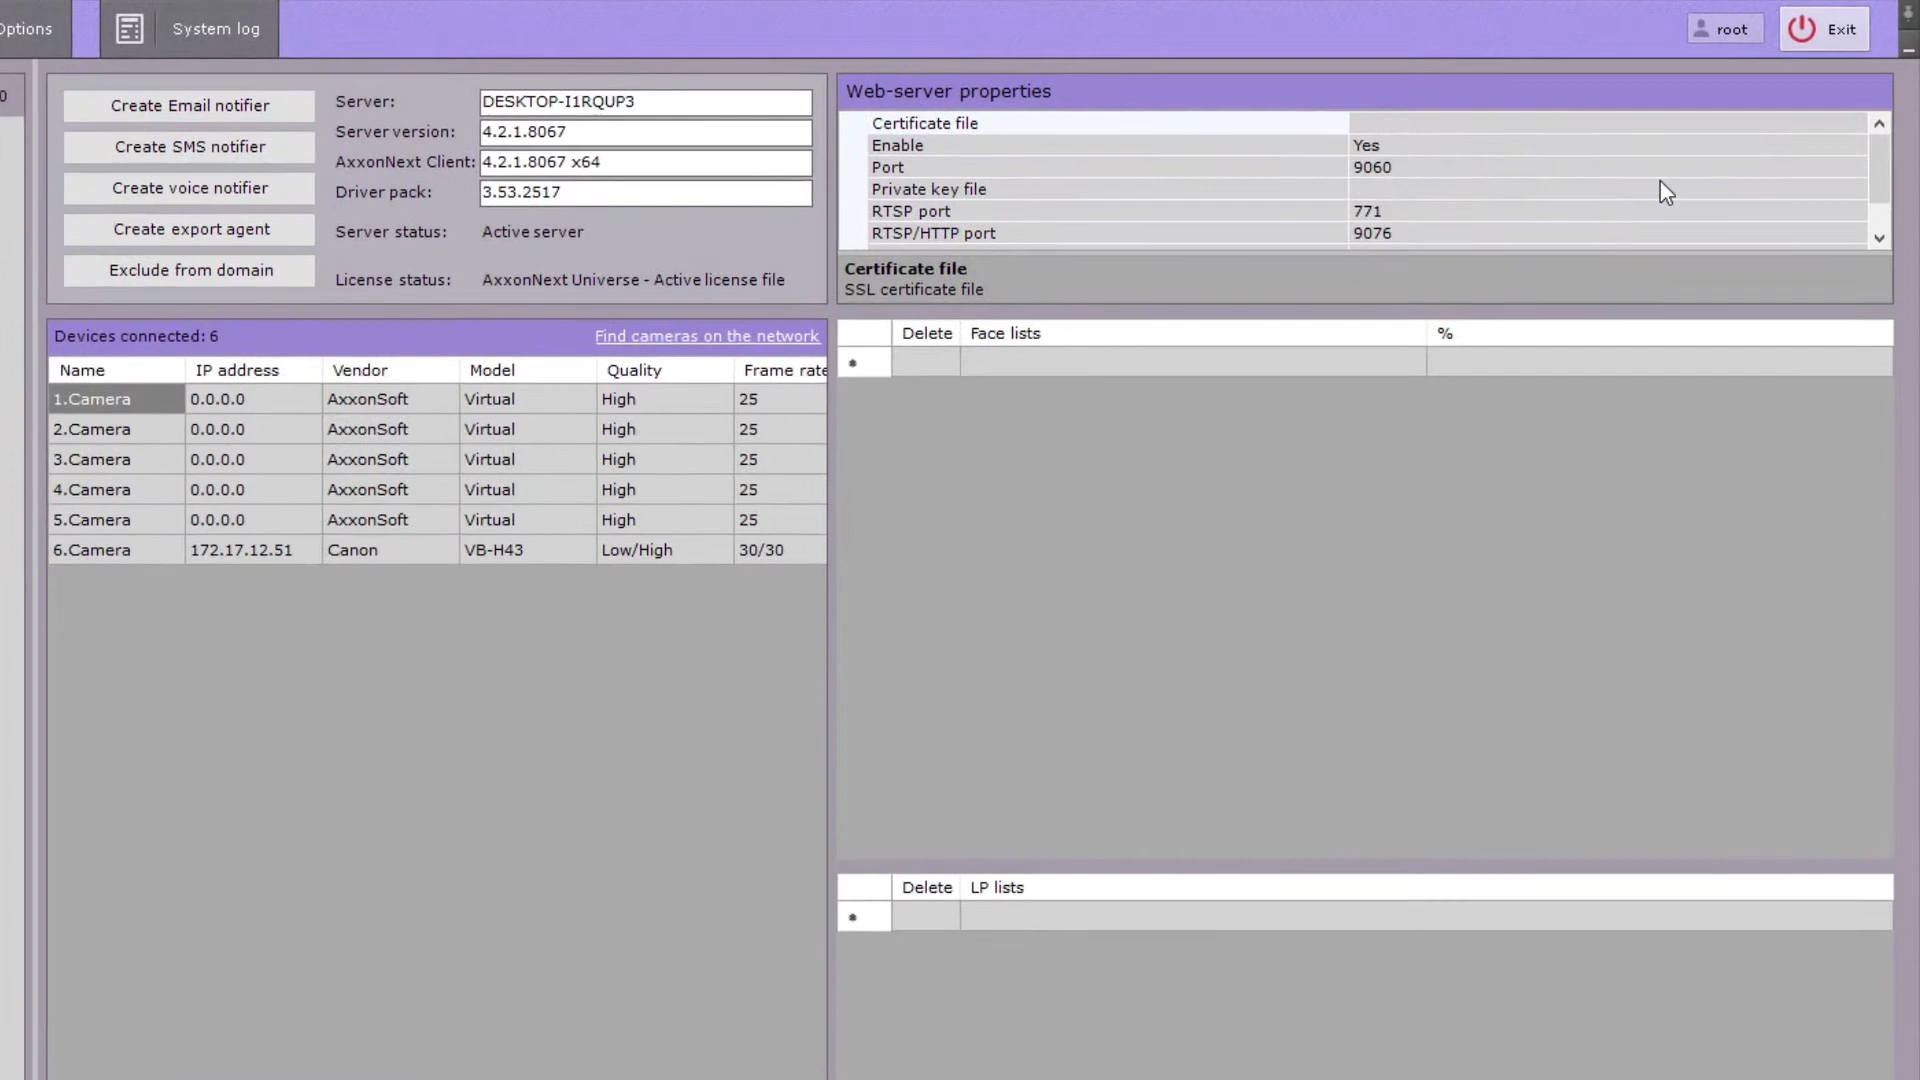 Options
System log
root
Exit
0
Create Email notifier
Create SMS notifier
Create voice notifier
Create export agent
Exclude from domain
Server: DESKTOP-I1RQUP3
Server version: 4.2.1.8067
AxxonNext Client: 4.2.1.8067 x64
Driver pack: 3.53.2517
Server status: Active server
License status: AxxonNext Universe - Active license file
Web-server properties
Certificate file
Enable Yes
Port 9060
Private key file
RTSP port 771
RTSP/HTTP port 9076
Certificate file
SSL certificate file
Devices connected: 6 Find cameras on the network
Name IP address Vendor Model Quality Frame rate
1.Camera 0.0.0.0 AxxonSoft Virtual High 25
2.Camera 0.0.0.0 AxxonSoft Virtual High 25
3.Camera 0.0.0.0 AxxonSoft Virtual High 25
4.Camera 0.0.0.0 AxxonSoft Virtual High 25
5.Camera 0.0.0.0 AxxonSoft Virtual High 25
6.Camera 172.17.12.51 Canon VB-H43 Low/High 30/30
Delete Face lists %
Delete LP lists